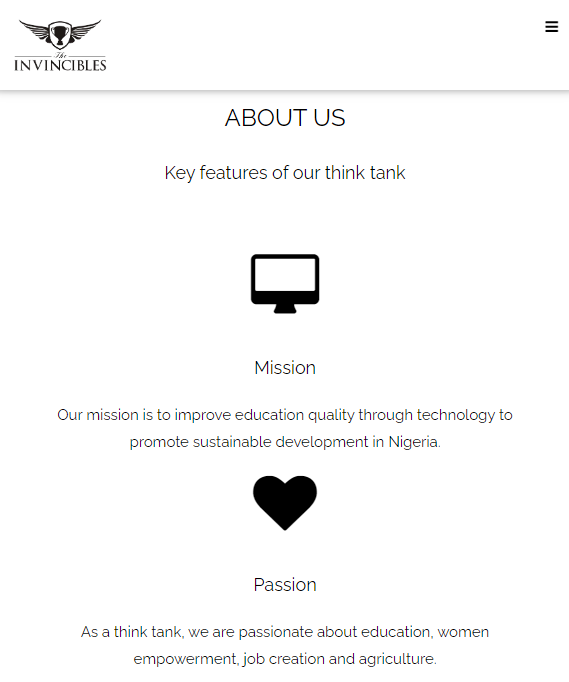 The
INVINCIBLES
ABOUT US
Key features of our think tank
Mission
Our mission is to improve education quality through technology to
promote sustainable development in Nigeria.
Passion
As a think tank, we are passionate about education, women
empowerment, job creation and agriculture.